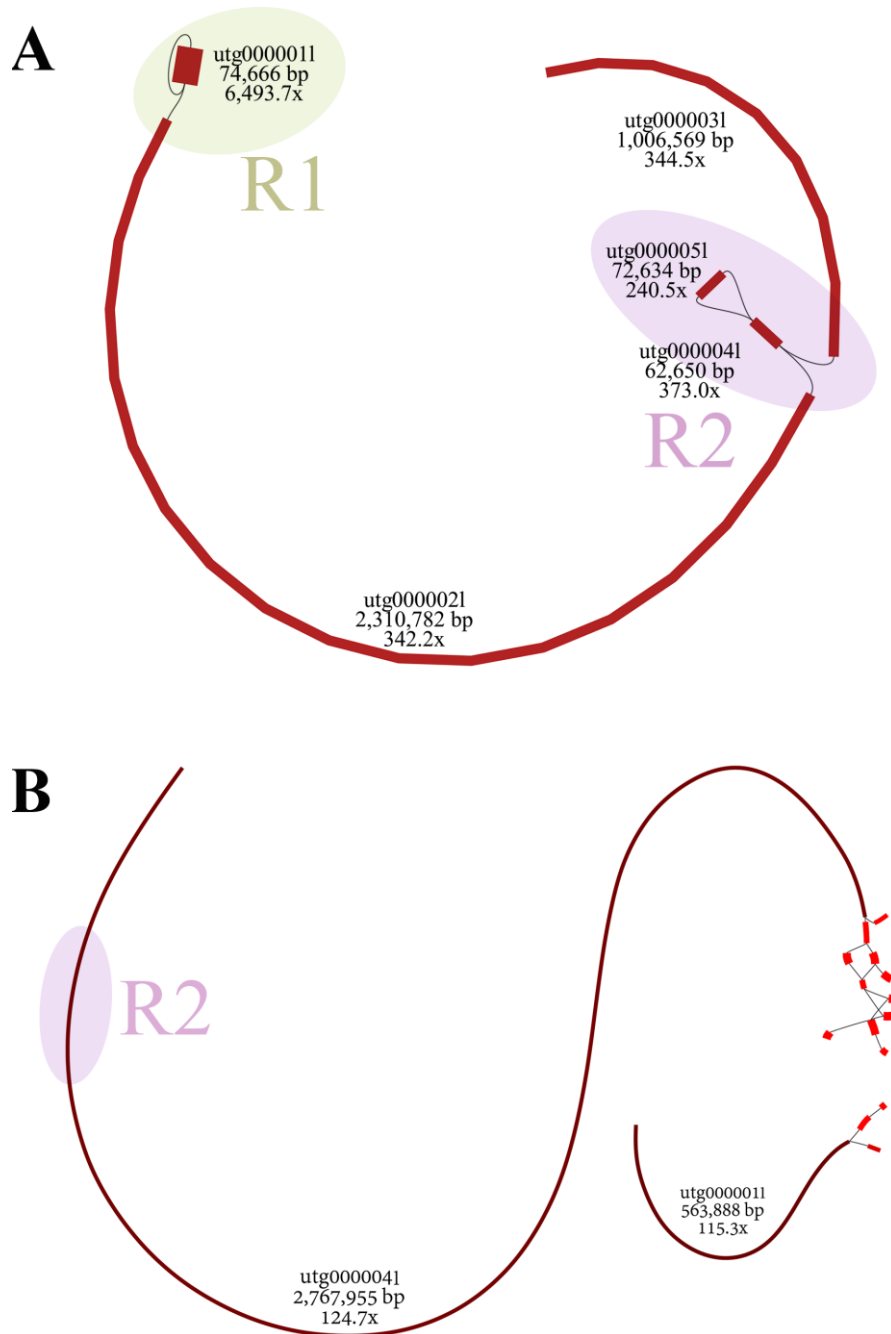 A
utg000001l
74,666 bp
6,493.7x
R1
utg000003l
1,006,569 bp
344.5x
utg000005l
72,634 bp
240.5x
utg000004l
62,650 bp
373.0x
R2
utg000002l
2,310,782 bp
342.2x
B
R2
utg000001l
563,888 bp
115.3x
utg000004l
2,767,955 bp
124.7x